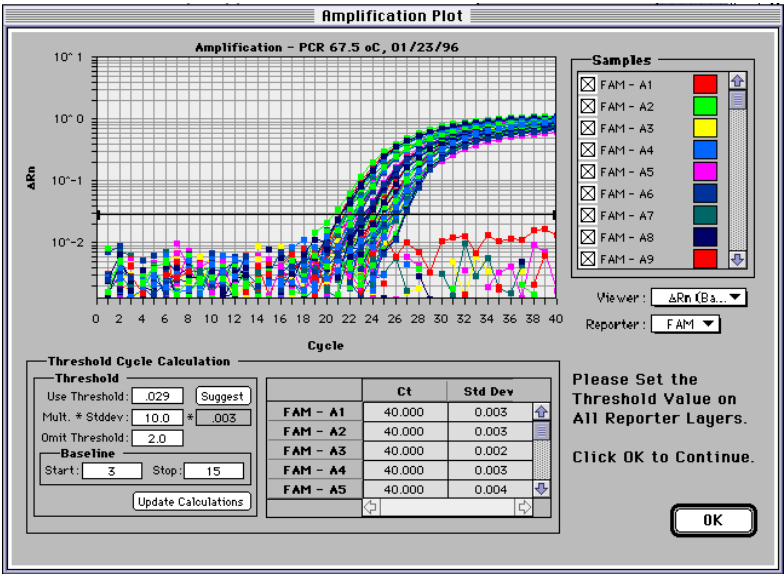 Amplification Plot
Amplification - PCR 67.5 oC, 01/23/96
10^1
10^0
10^-1
10^-2
ΔRn
0 2 4 6 8 10 12 14 16 18 20 22 24 26 28 30 32 34 36 38 40
Cycle
Samples
FAM - A1
FAM - A2
FAM - A3
FAM - A4
FAM - A5
FAM - A6
FAM - A7
FAM - A8
FAM - A9
Viewer: ΔRn (Ba...▼
Reporter: FAM ▼
Threshold Cycle Calculation
Threshold
Use Threshold: .029 Suggest
Mult. * Stddev: 10.0 * .003
Omit Threshold: 2.0
Baseline
Start: 3 Stop: 15
Update Calculations
Ct Std Dev
FAM - A1 40.000 0.003
FAM - A2 40.000 0.003
FAM - A3 40.000 0.002
FAM - A4 40.000 0.003
FAM - A5 40.000 0.004
Please Set the
Threshold Value on
All Reporter Layers.
Click OK to Continue.
OK